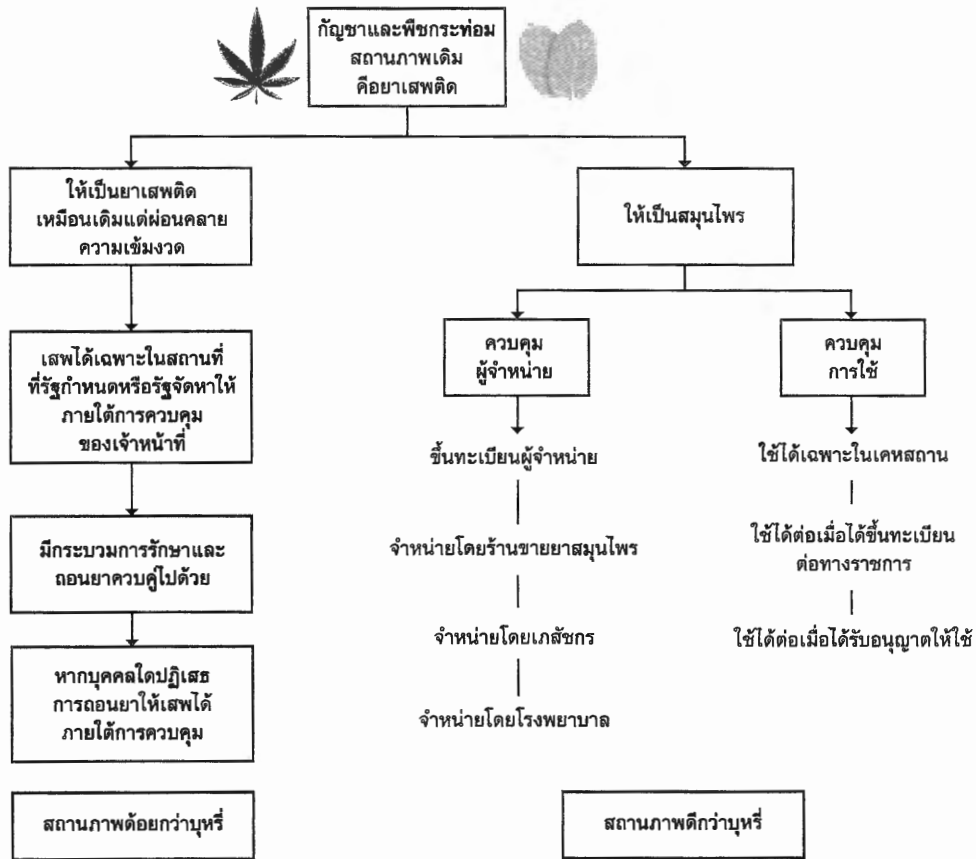 กัญชาและพืชกระท่อม
สถานภาพเดิม
คือยาเสพติด
ให้เป็นยาเสพติด
เหมือนเดิมแต่ผ่อนคลาย
ความเข้มงวด
เสพได้เฉพาะในสถานที่
ที่รัฐกำหนดหรือรัฐจัดหาให้
ภายใต้การควบคุม
ของเจ้าหน้าที่
มีกระบวมการรักษาและ
ถอนยาควบคู่ไปด้วย
หากบุคคลใดปฏิเสธ
การถอนยาให้เสพได้
ภายใต้การควบคุม
สถานภาพด้อยกว่าบุหรี่
ให้เป็นสมุนไพร
ควบคุม
ผู้จำหน่าย
ขึ้นทะเบียนผู้จำหน่าย
จำหน่ายโดยร้านขายยาสมุนไพร
จำหน่ายโดยเภสัชกร
จำหน่ายโดยโรงพยาบาล
ควบคุม
การใช้
ใช้ได้เฉพาะในเคหสถาน
ใช้ได้ต่อเมื่อได้ขึ้นทะเบียน
ต่อทางราชการ
ใช้ได้ต่อเมื่อได้รับอนุญาตให้ใช้
สถานภาพดีกว่าบุหรี่